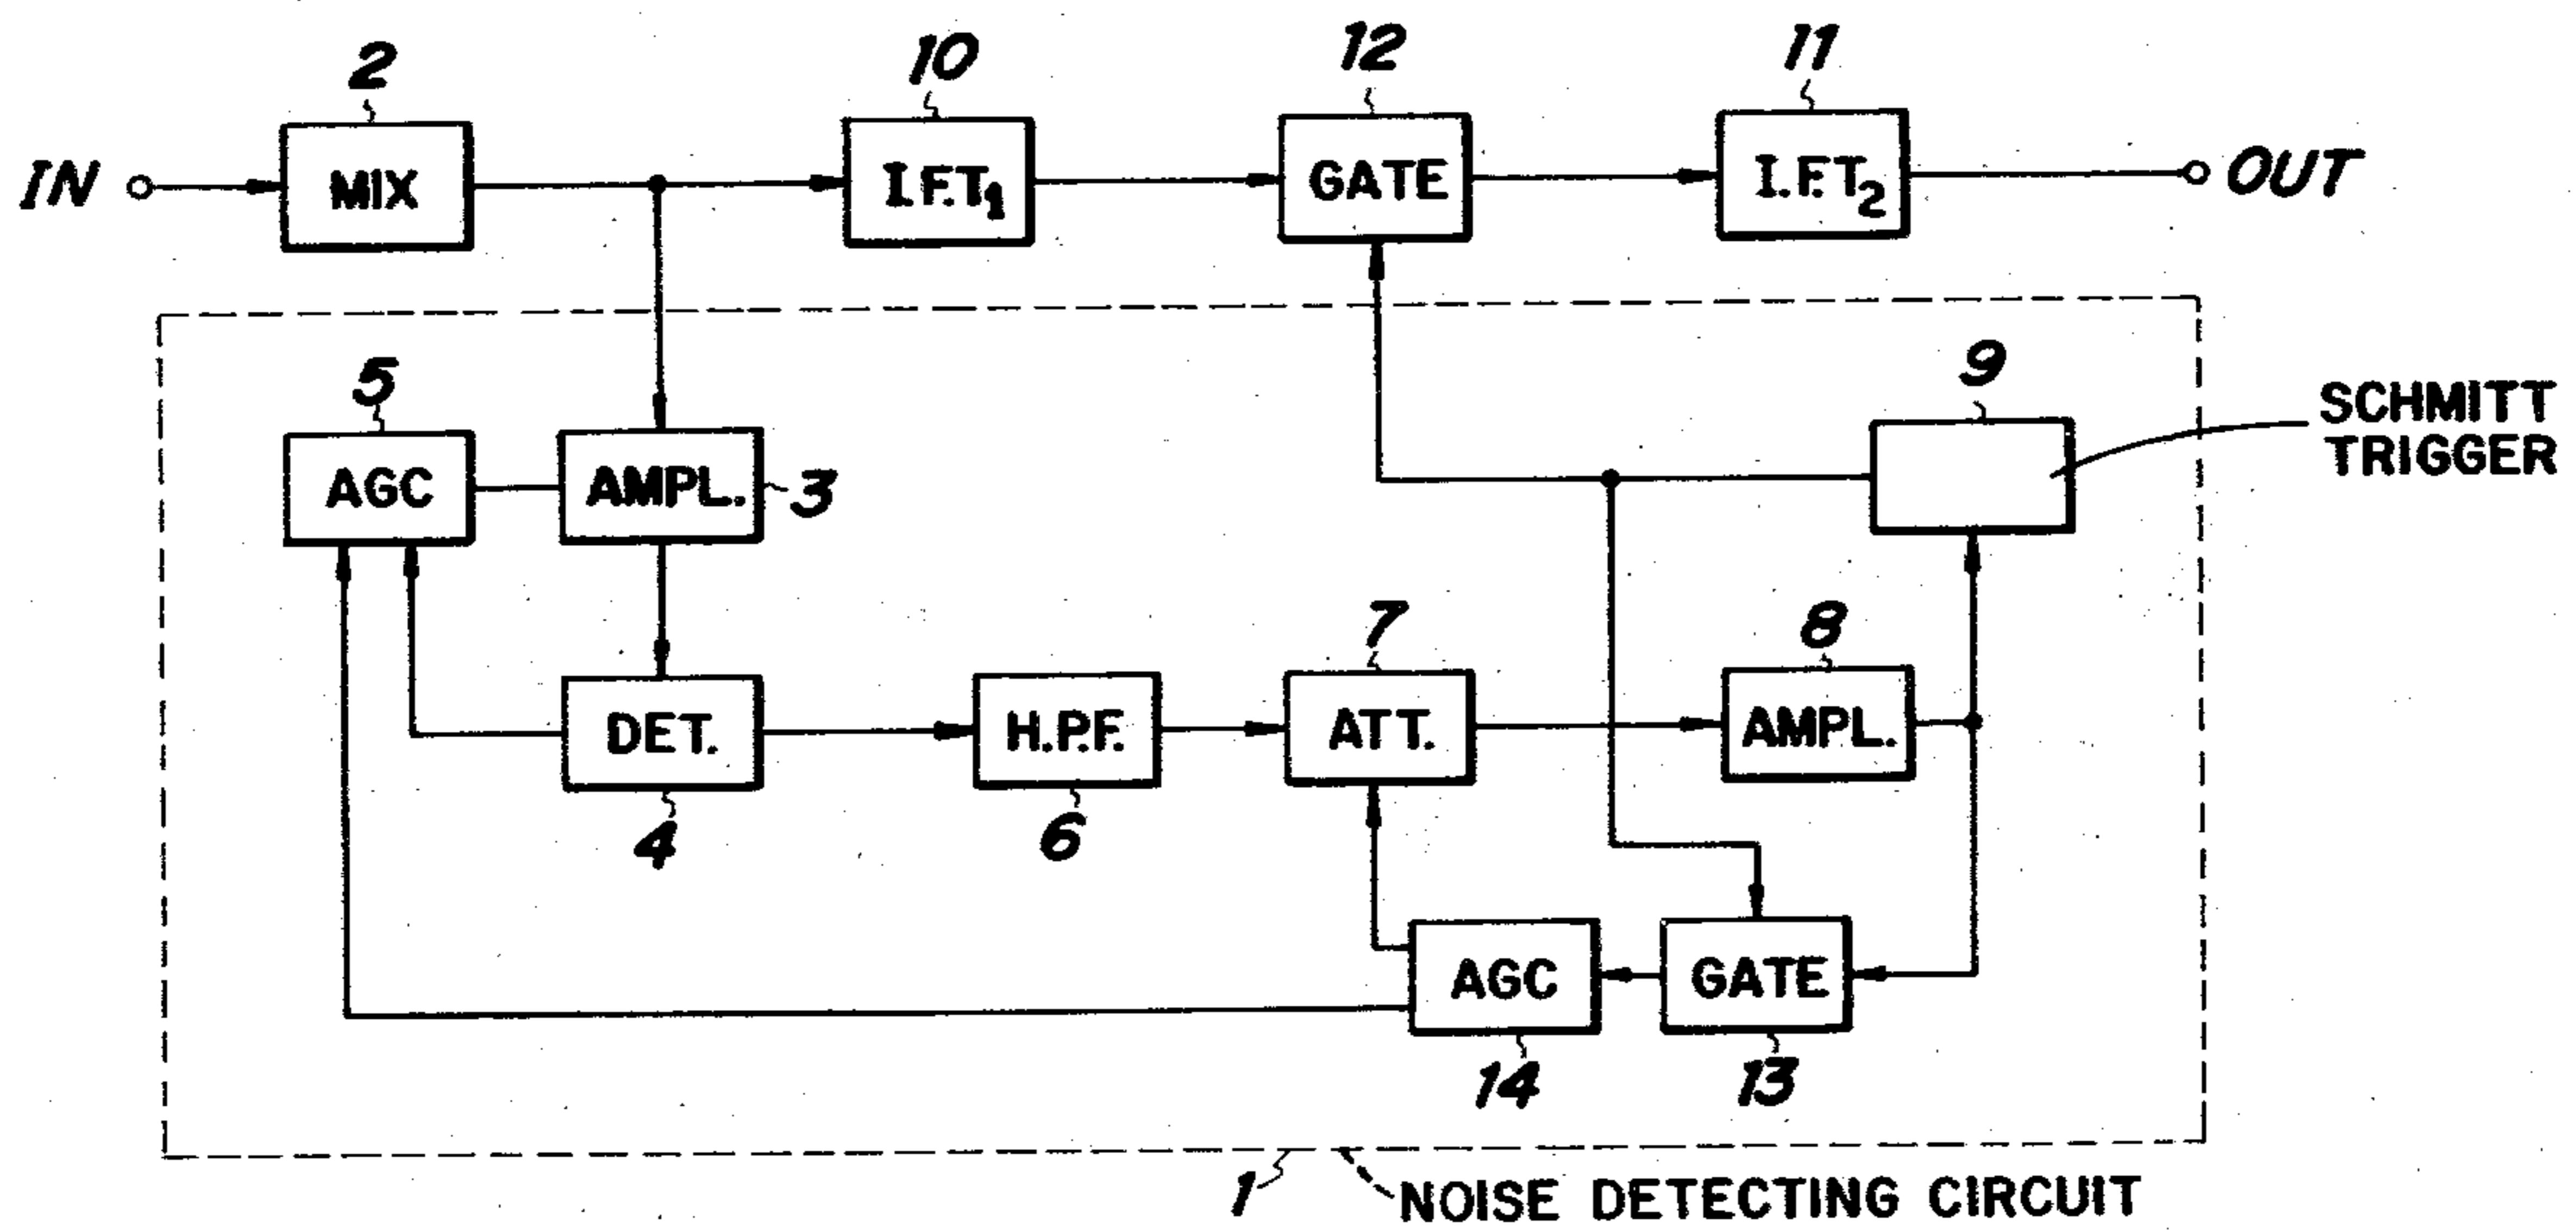 2
10
12
11
IN
MIX
I.F.T1
GATE
I.F.T2
OUT
5
9
SCHMITT
TRIGGER
AGC
AMPL.
3
7
8
DET.
H.P.F.
ATT.
AMPL.
4
6
AGC
GATE
14
13
1
NOISE DETECTING CIRCUIT